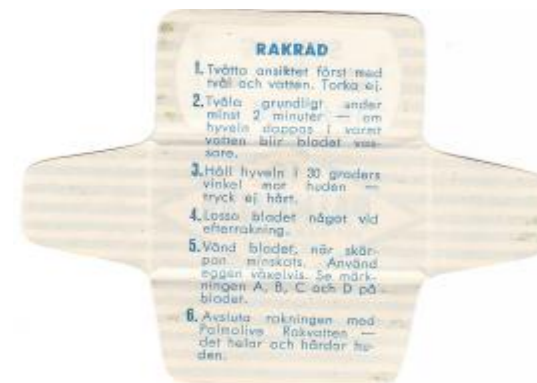 RAKRÅD
1. Tvätta ansiktet först med
tvål och vatten. Torka ej.
2. Tvåla grundligt under
minst 2 minuter — om
hyveln doppas i varmt
vatten blir bladet vas-
sare.
3. Håll hyveln i 30 graders
vinkel mot huden —
tryck ej hårt.
4. Lossa bladet något vid
efterrakning.
5. Vänd bladet, när skär-
pan minskats. Använd
eggen växelvis. Se märk-
ningen A, B, C och D på
bladet.
6. Avsluta rakningen med
Palmolive Rakvatten —
det helar och hårdar hu-
den.